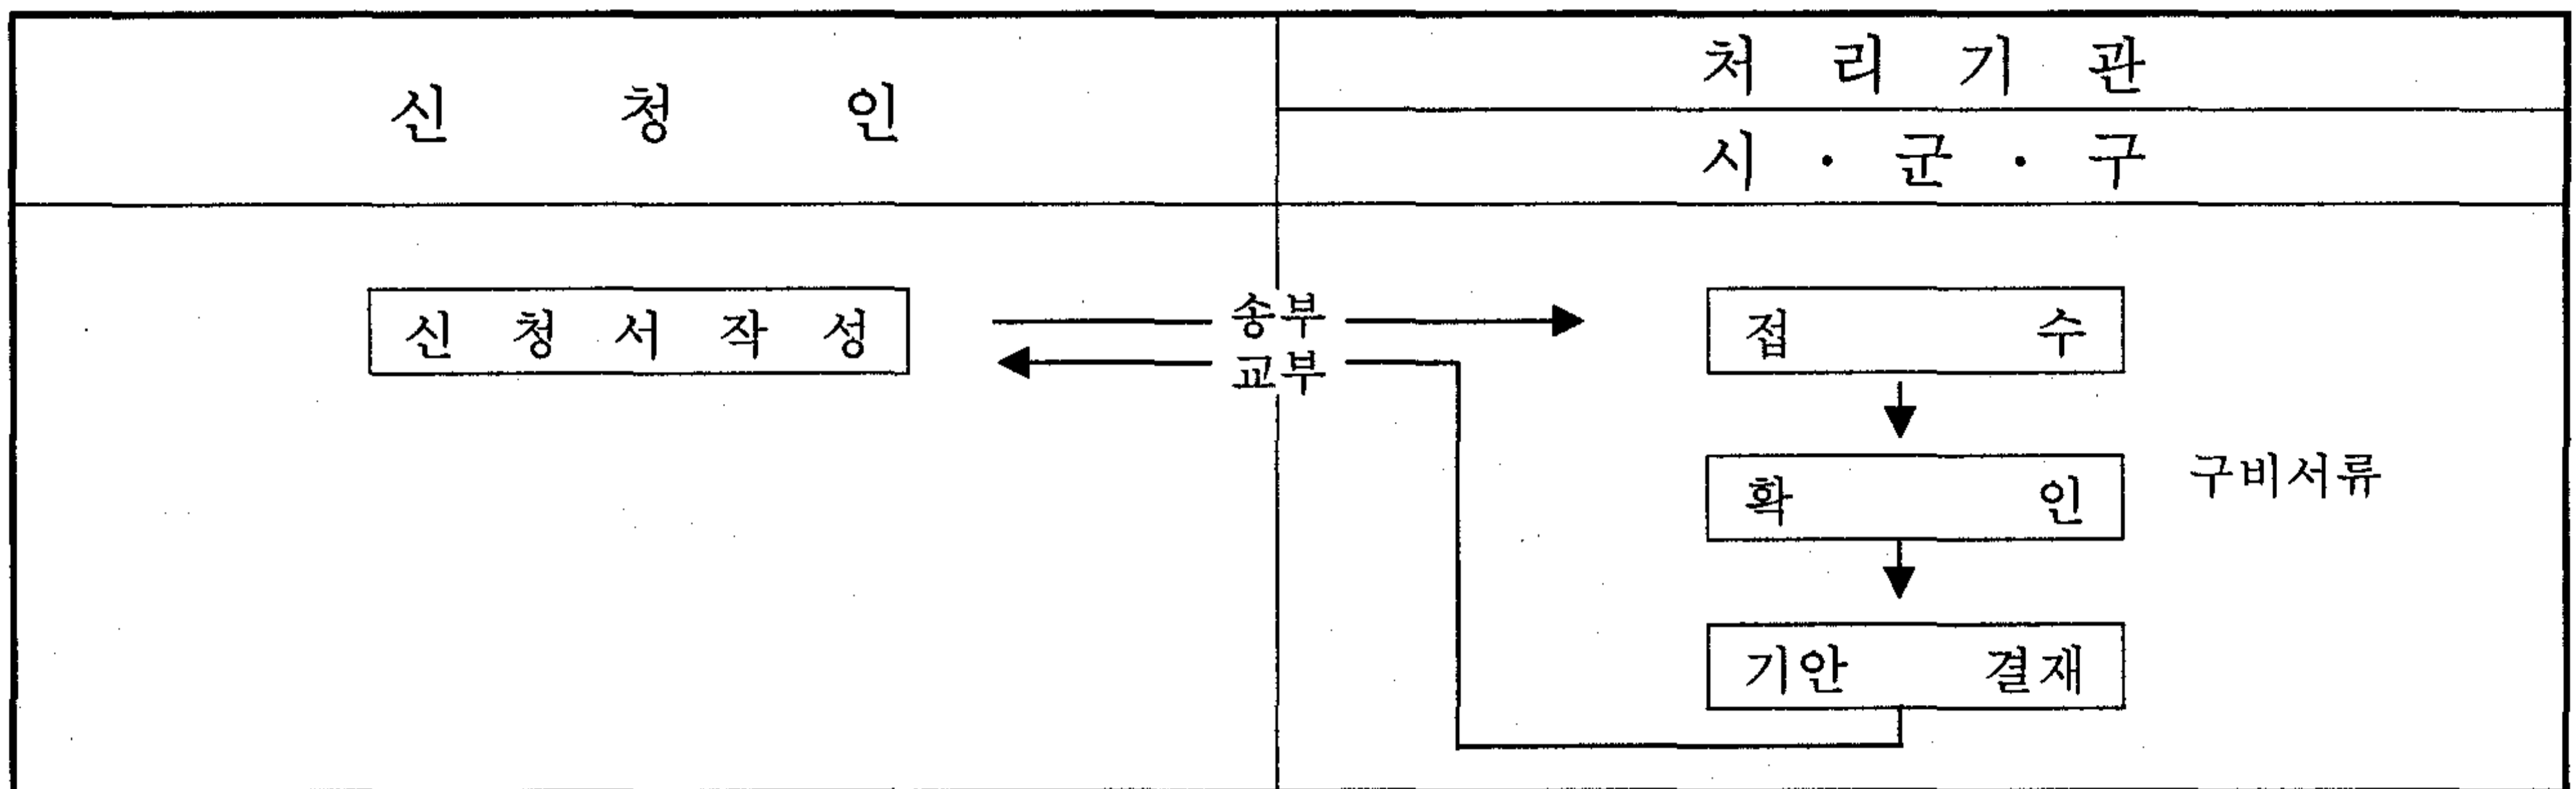 신 청 인
처 리 기 관
시 · 군 · 구
신 청 서 작 성
송부
교부
접 수
확 인
구비서류
기안 결재